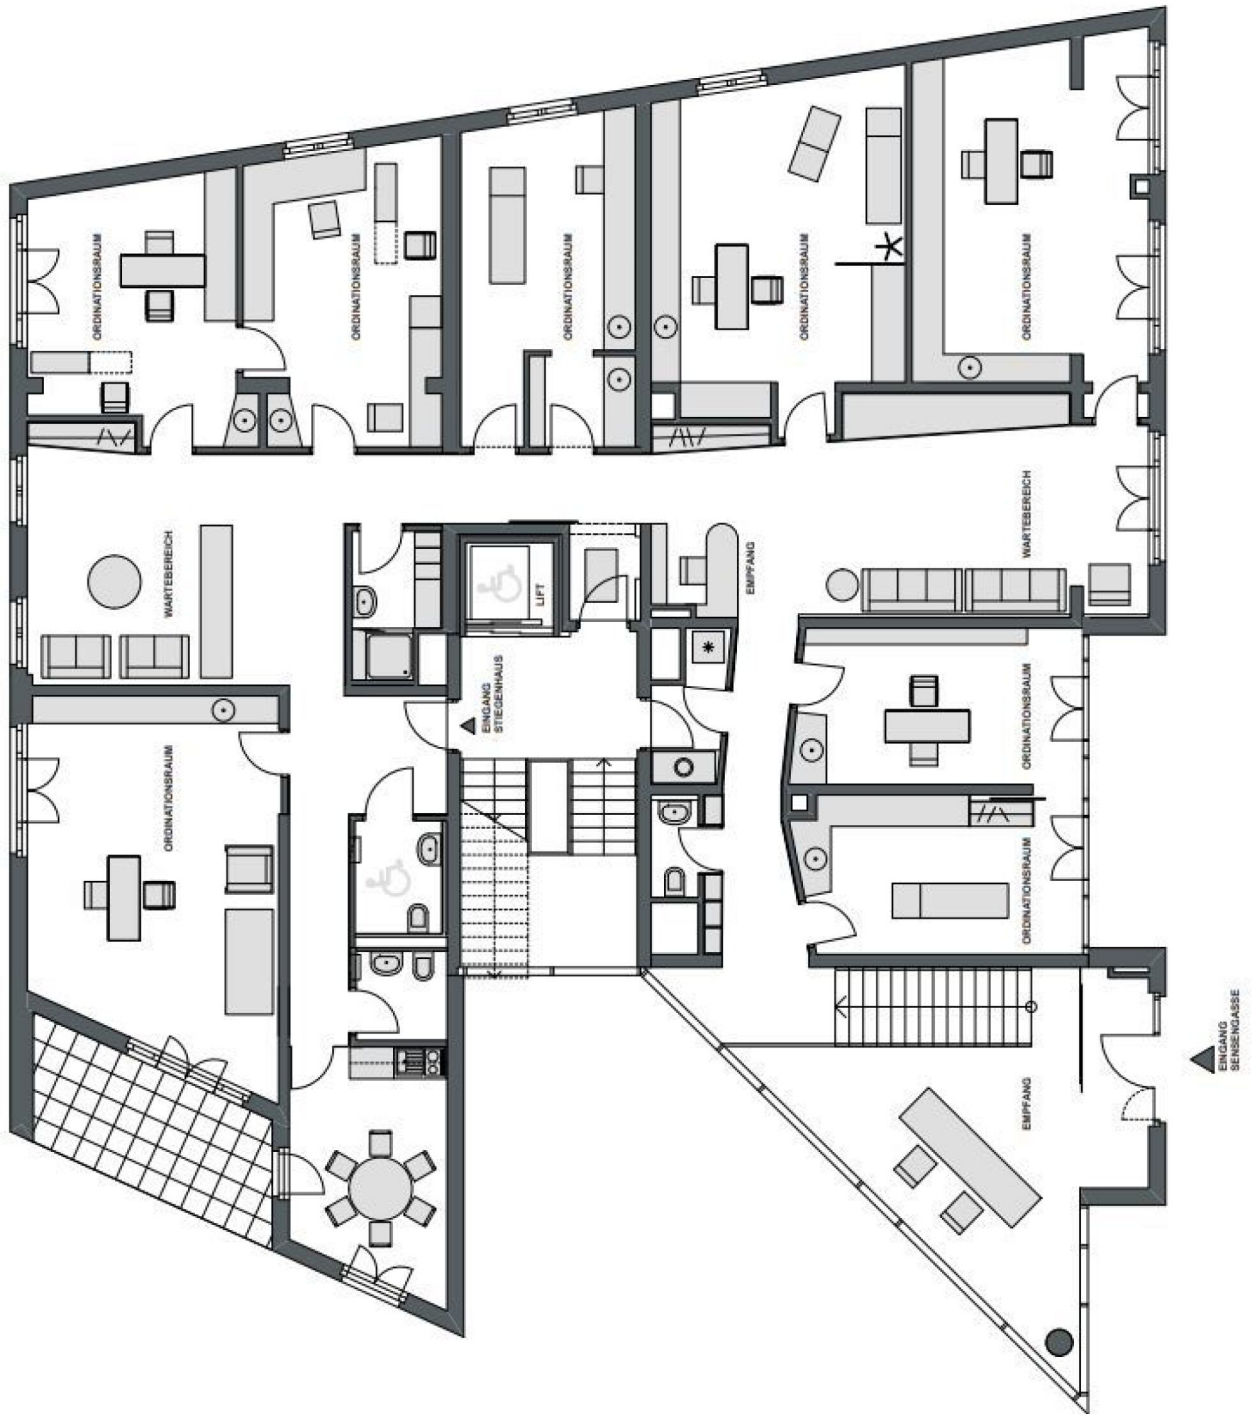 ORDINATIONSRAUM
ORDINATIONSRAUM
ORDINATIONSRAUM
ORDINATIONSRAUM
ORDINATIONSRAUM
WARTEBEREICH
LIFT
EMPFANG
WARTEBEREICH
EINGANG
STIEGENHAUS
ORDINATIONSRAUM
ORDINATIONSRAUM
ORDINATIONSRAUM
EMPFANG
EINGANG
SENSENGASSE